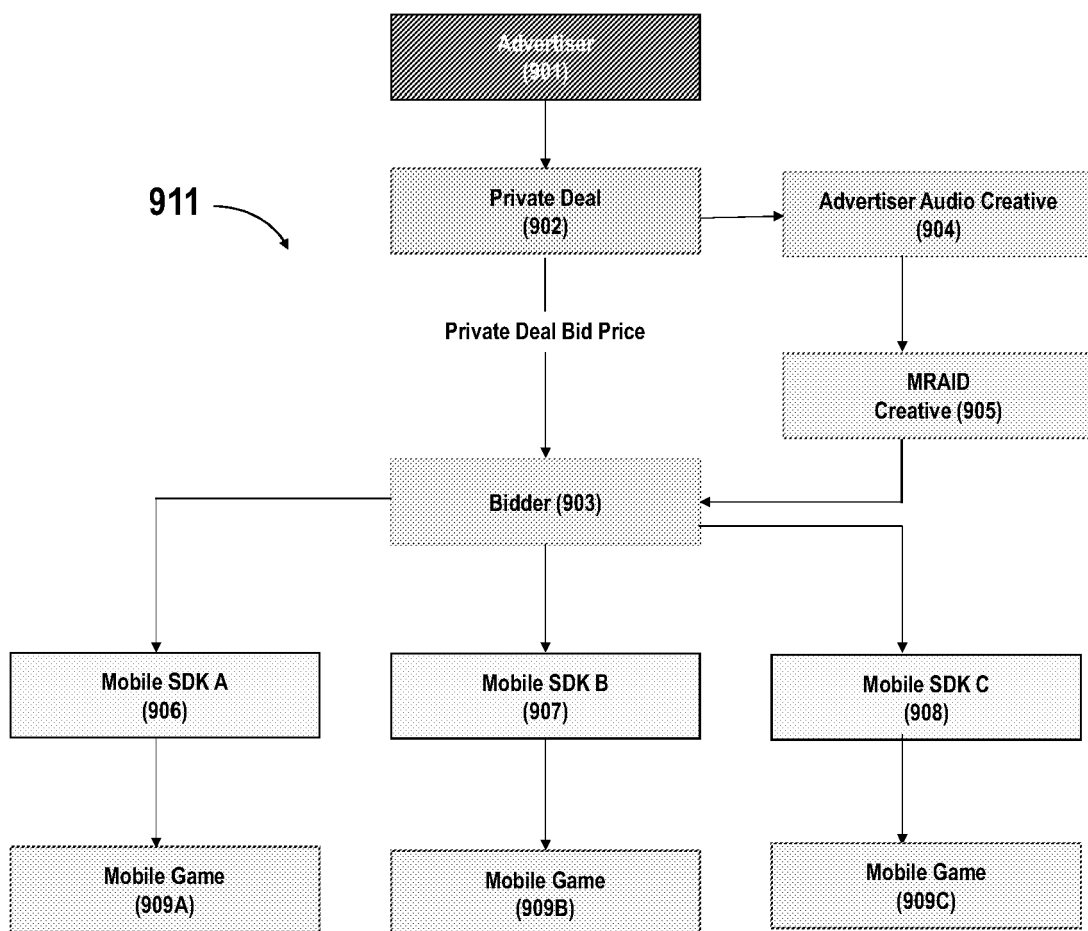 Advertiser
(901)
911
Private Deal
(902)
Advertiser Audio Creative
(904)
Private Deal Bid Price
MRAID
Creative (905)
Bidder (903)
Mobile SDK A
(906)
Mobile SDK B
(907)
Mobile SDK C
(908)
Mobile Game
(909A)
Mobile Game
(909B)
Mobile Game
(909C)